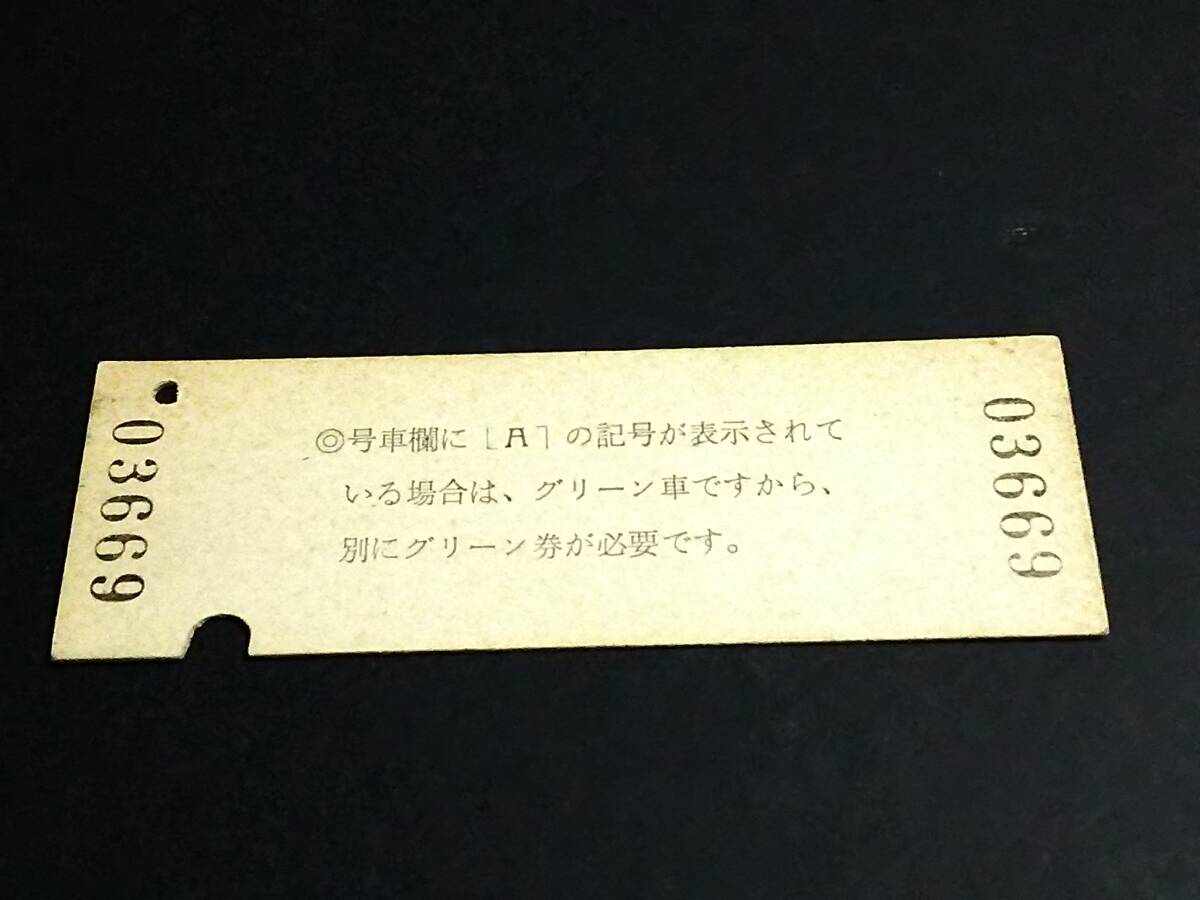 03669
◎号車欄に「A」の記号が表示されて
いる場合は、グリーン車ですから、
別にグリーン券が必要です。
03669